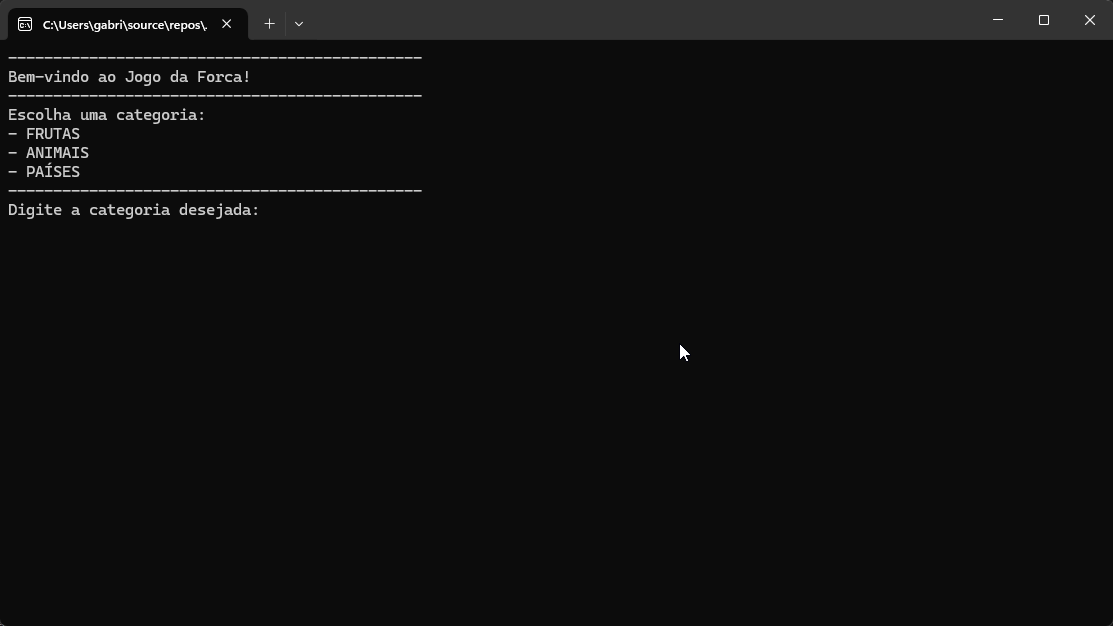 C:\Users\gabri\source\repos\.
---------------------------------------------- 
Bem-vindo ao Jogo da Forca!
----------------------------------------------
Escolha uma categoria:
- FRUTAS
- ANIMAIS
- PAÍSES
----------------------------------------------
Digite a categoria desejada: